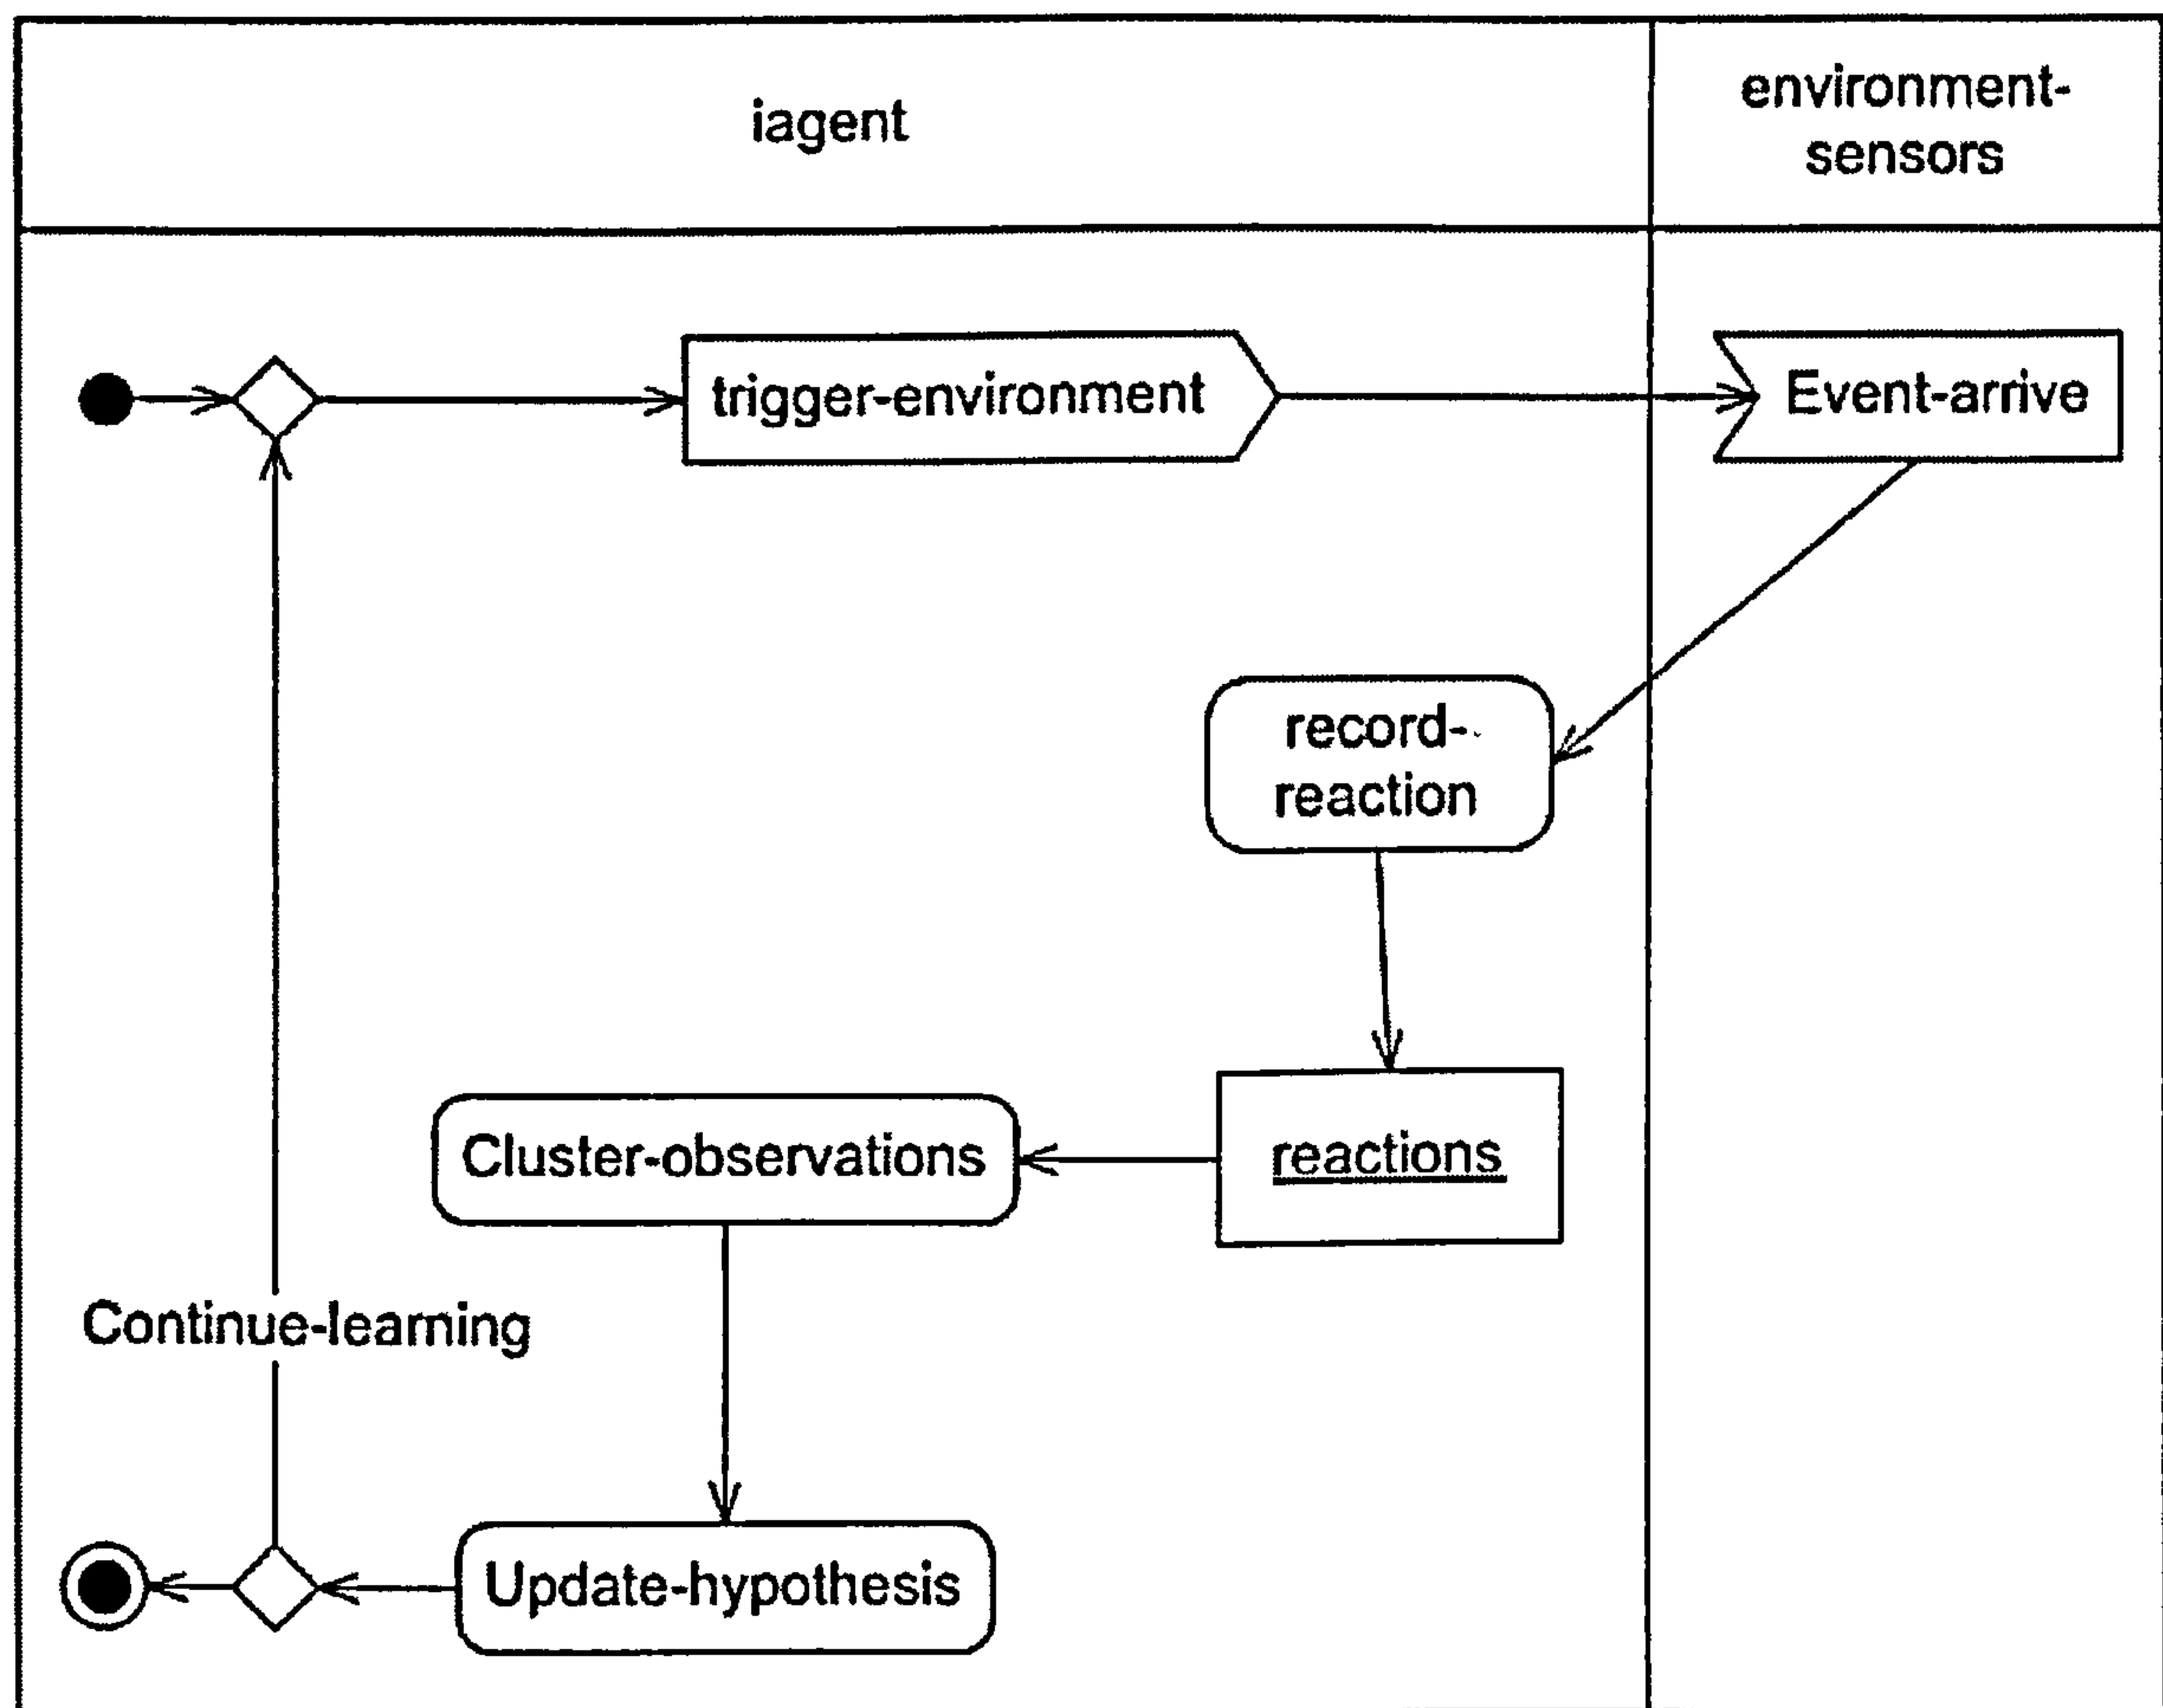 iagent
environment-
sensors
trigger-environment
Event-arrive
record-
reaction
reactions
Cluster-observations
Continue-learning
Update-hypothesis